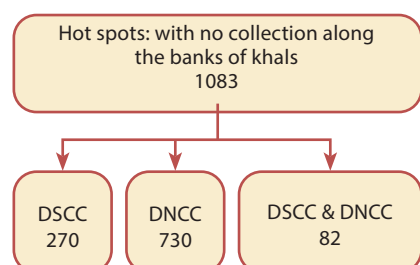 Hot spots: with no collection along
the banks of khals
1083
DSCC
270
DNCC
730
DSCC & DNCC
82